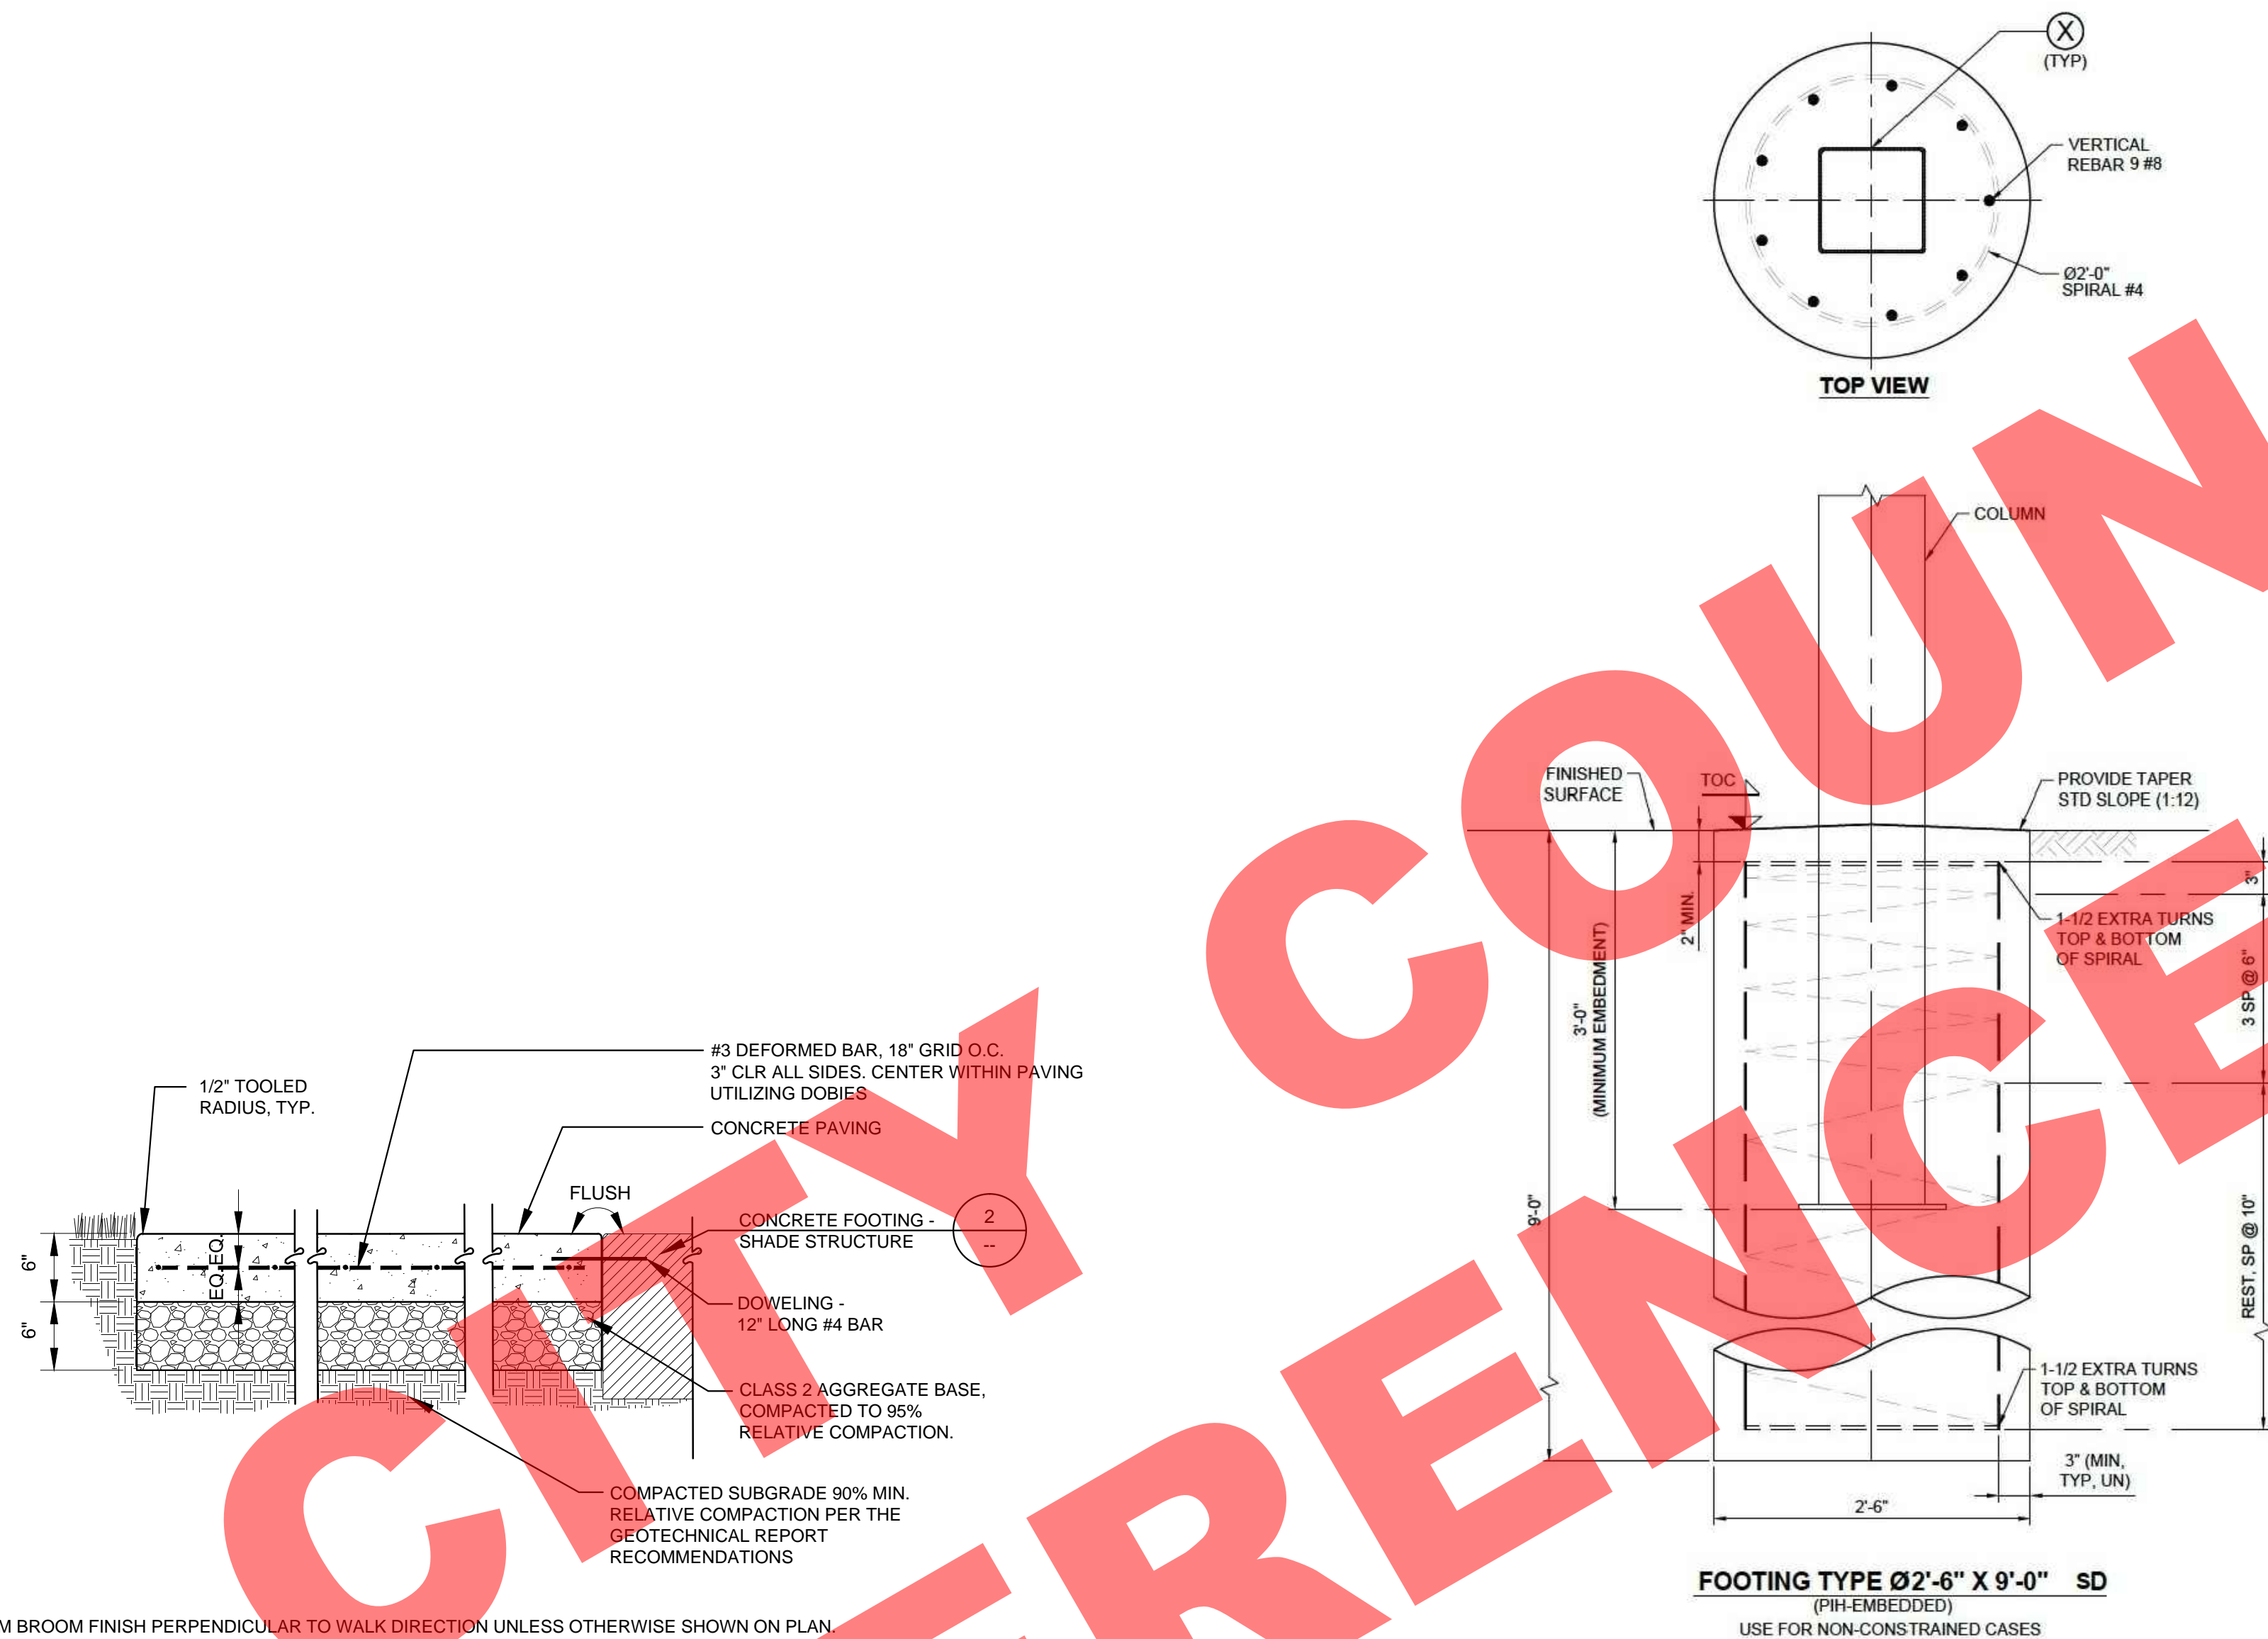 X
(TYP)
VERTICAL
REBAR 9 #8
Ø2'-0"
SPIRAL #4
TOP VIEW
COLUMN
FINISHED
SURFACE
TOC
PROVIDE TAPER
STD SLOPE (1:12)
2" MIN.
3'-0"
(MINIMUM EMBEDMENT)
9'-0"
3"
3 SP @ 6"
REST, SP @ 10"
1-1/2 EXTRA TURNS
TOP & BOTTOM
OF SPIRAL
1-1/2 EXTRA TURNS
TOP & BOTTOM
OF SPIRAL
3" (MIN,
TYP, UN)
2'-6"
FOOTING TYPE Ø2'-6" X 9'-0" SD
(PIH-EMBEDDED)
USE FOR NON-CONSTRAINED CASES
1/2" TOOLED
RADIUS, TYP.
#3 DEFORMED BAR, 18" GRID O.C.
3" CLR ALL SIDES. CENTER WITHIN PAVING
UTILIZING DOBIES
CONCRETE PAVING
FLUSH
CONCRETE FOOTING -
SHADE STRUCTURE
2
--
DOWELING -
12" LONG #4 BAR
CLASS 2 AGGREGATE BASE,
COMPACTED TO 95%
RELATIVE COMPACTION.
COMPACTED SUBGRADE 90% MIN.
RELATIVE COMPACTION PER THE
GEOTECHNICAL REPORT
RECOMMENDATIONS
6"
6"
EQ.
EQ.
M BROOM FINISH PERPENDICULAR TO WALK DIRECTION UNLESS OTHERWISE SHOWN ON PLAN.
CITY COUN
ERENCE